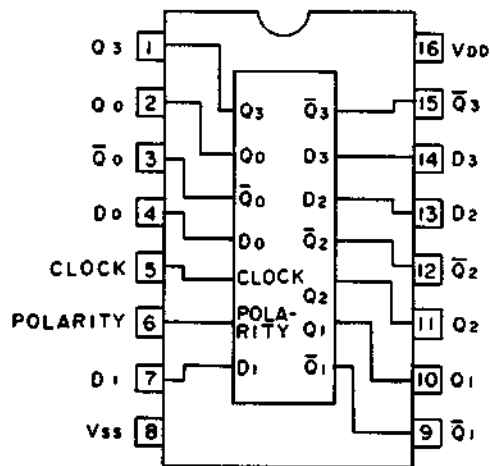 Q3 1 16 VDD
Q0 2 Q3 Q̅3 15 Q̅3
Q̅0 3 Q0 D3 14 D3
D0 4 Q̅0 D2 13 D2
D0 Q̅2
CLOCK 5 CLOCK 12 Q̅2
Q2
POLARITY 6 POLA- 11 Q2
RITY Q1
D1 7 D1 Q̅1 10 Q1
VSS 8 9 Q̅1